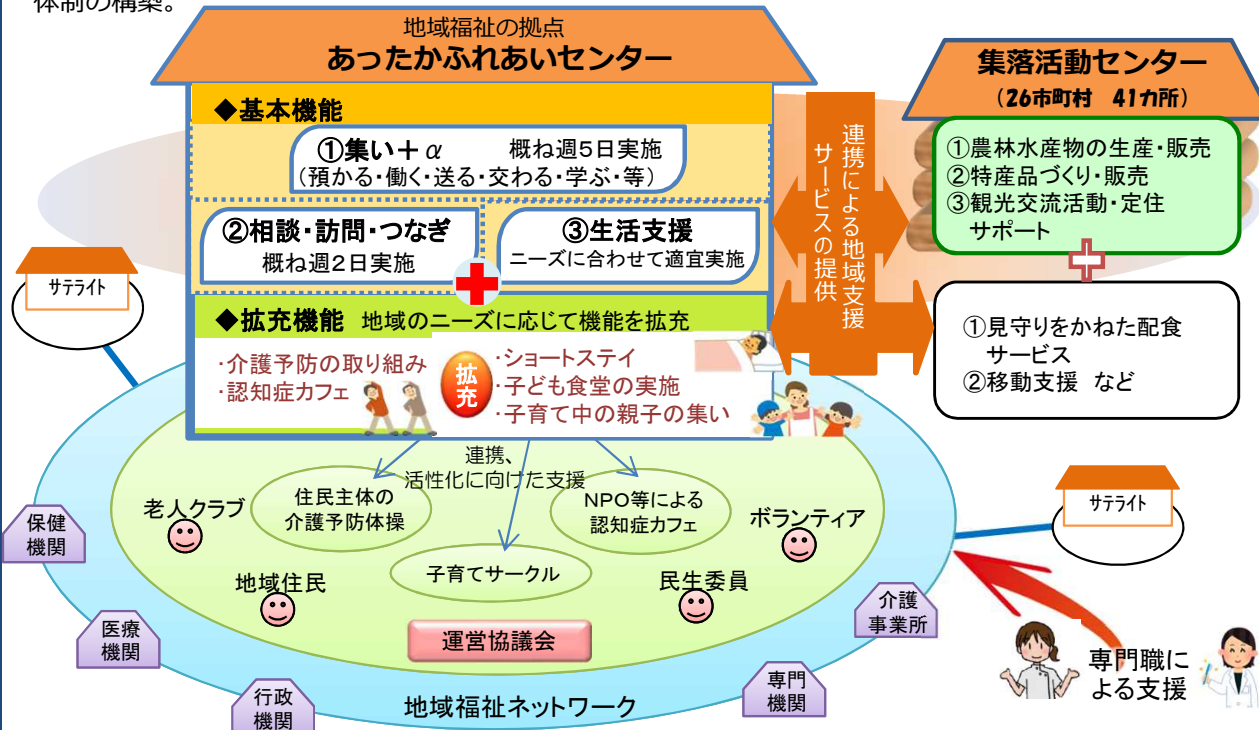 体制の構築。
地域福祉の拠点
あったかふれあいセンター
◆基本機能
①集い+α 概ね週5日実施
(預かる・働く・送る・交わる・学ぶ・等)
②相談・訪問・つなぎ
概ね週2日実施
③生活支援
ニーズに合わせて適宜実施
◆拡充機能 地域のニーズに応じて機能を拡充
・介護予防の取り組み
・認知症カフェ
拡充
・ショートステイ
・子ども食堂の実施
・子育て中の親子の集い
連携による地域支援
サービスの提供
集落活動センター
(26市町村 41カ所)
①農林水産物の生産・販売
②特産品づくり・販売
③観光交流活動・定住
サポート
①見守りをかねた配食
サービス
②移動支援 など
サテライト
連携、
活性化に向けた支援
住民主体の
介護予防体操
NPO等による
認知症カフェ
子育てサークル
老人クラブ
ボランティア
地域住民
民生委員
運営協議会
地域福祉ネットワーク
保健
機関
医療
機関
行政
機関
専門
機関
介護
事業所
サテライト
専門職に
よる支援